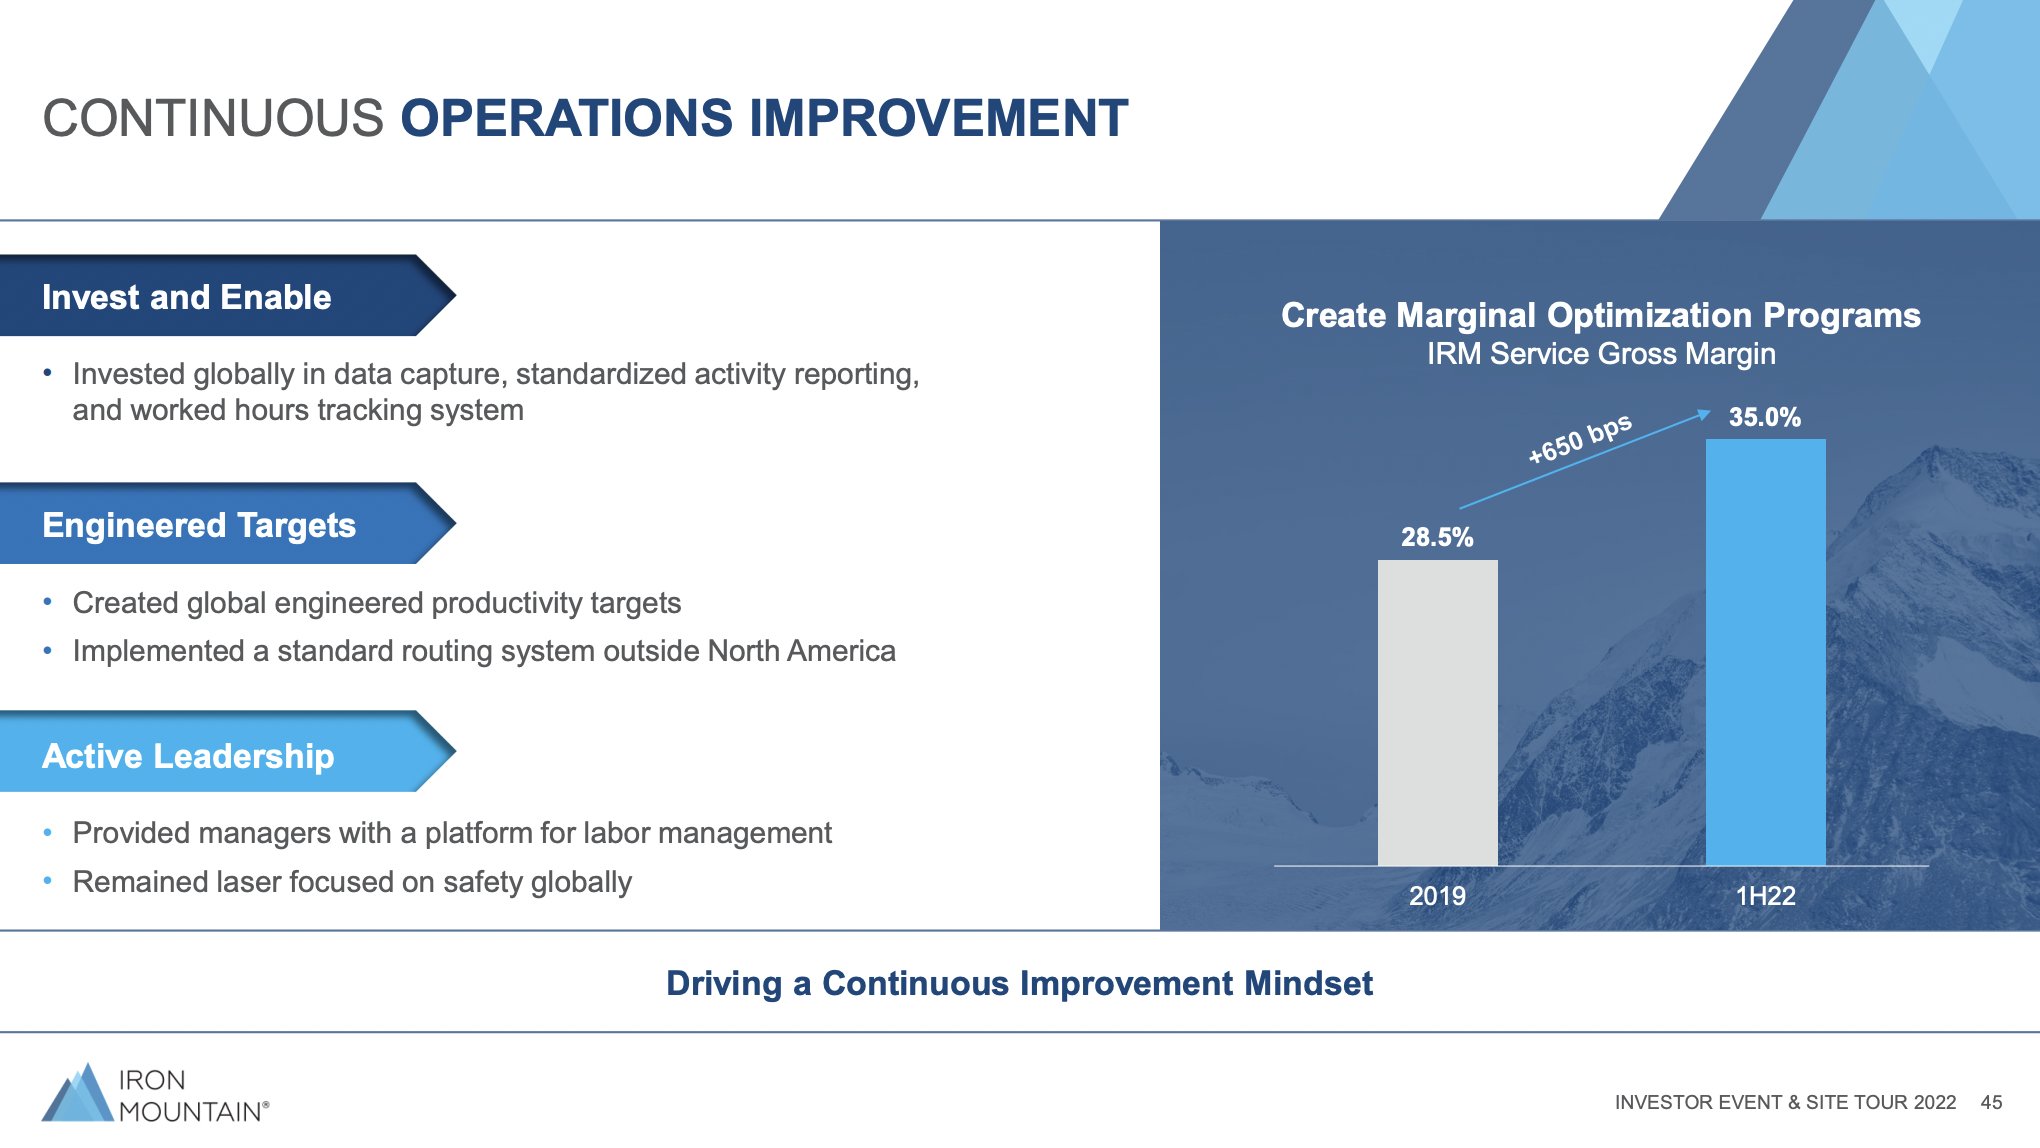 CONTINUOUS OPERATIONS IMPROVEMENT
Invest and Enable
• Invested globally in data capture, standardized activity reporting,
and worked hours tracking system
Engineered Targets
• Created global engineered productivity targets
• Implemented a standard routing system outside North America
Active Leadership
• Provided managers with a platform for labor management
• Remained laser focused on safety globally
Create Marginal Optimization Programs
IRM Service Gross Margin
+650 bps
35.0%
28.5%
2019
1H22
Driving a Continuous Improvement Mindset
IRON
MOUNTAIN®
INVESTOR EVENT & SITE TOUR 2022 45